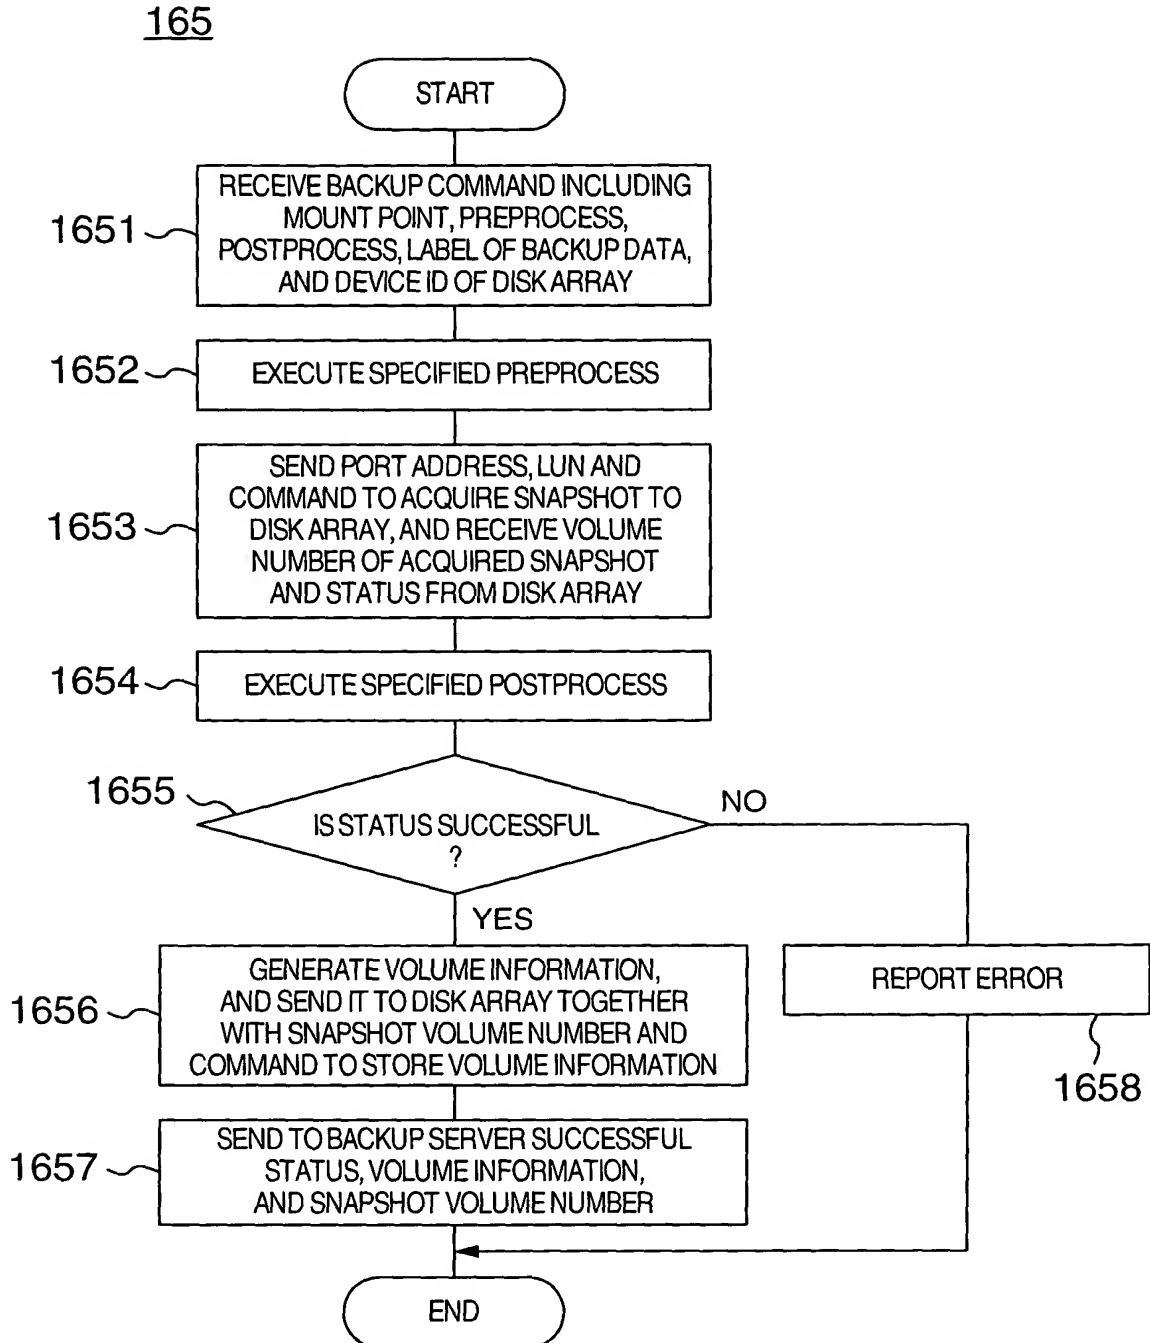 165
START
1651
RECEIVE BACKUP COMMAND INCLUDING
MOUNT POINT, PREPROCESS,
POSTPROCESS, LABEL OF BACKUP DATA,
AND DEVICE ID OF DISK ARRAY
1652
EXECUTE SPECIFIED PREPROCESS
1653
SEND PORT ADDRESS, LUN AND
COMMAND TO ACQUIRE SNAPSHOT TO
DISK ARRAY, AND RECEIVE VOLUME
NUMBER OF ACQUIRED SNAPSHOT
AND STATUS FROM DISK ARRAY
1654
EXECUTE SPECIFIED POSTPROCESS
1655
IS STATUS SUCCESSFUL
?
NO
YES
1656
GENERATE VOLUME INFORMATION,
AND SEND IT TO DISK ARRAY TOGETHER
WITH SNAPSHOT VOLUME NUMBER AND
COMMAND TO STORE VOLUME INFORMATION
REPORT ERROR
1658
1657
SEND TO BACKUP SERVER SUCCESSFUL
STATUS, VOLUME INFORMATION,
AND SNAPSHOT VOLUME NUMBER
END